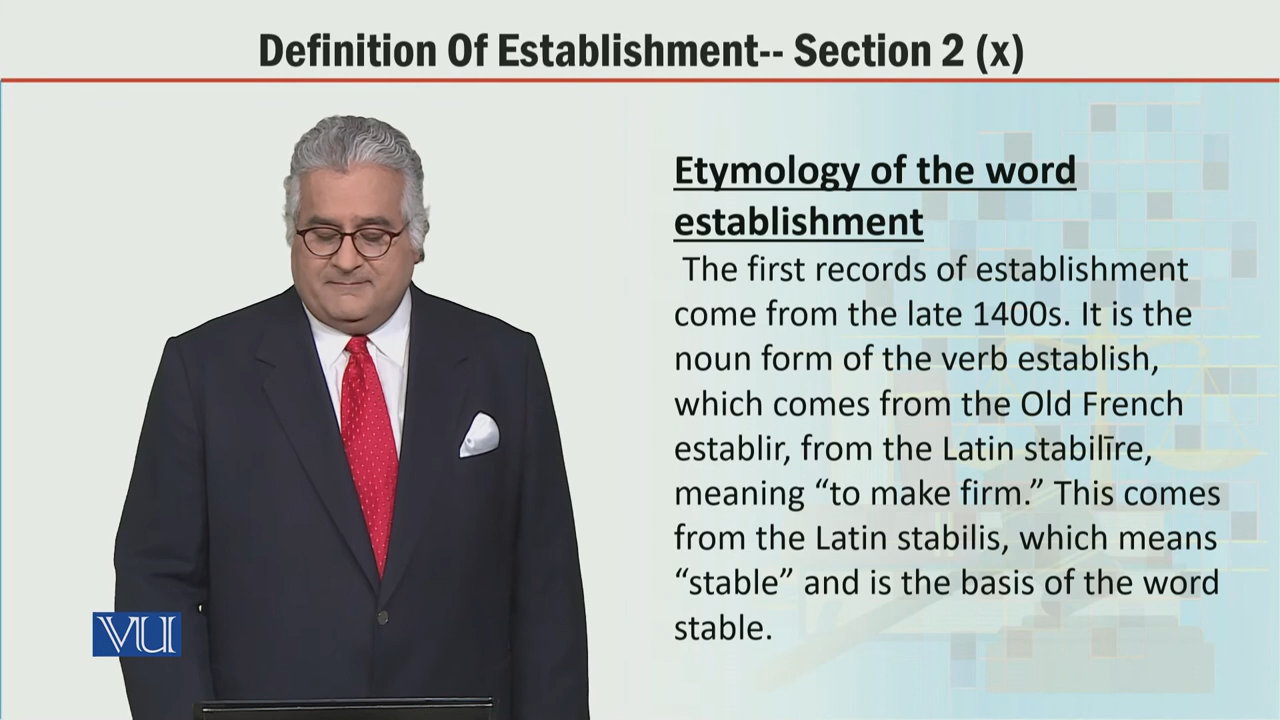 Definition Of Establishment-- Section 2 (x)
Etymology of the word
establishment
The first records of establishment
come from the late 1400s. It is the
noun form of the verb establish,
which comes from the Old French
establir, from the Latin stabilīre,
meaning “to make firm.” This comes
from the Latin stabilis, which means
“stable” and is the basis of the word
stable.
VU